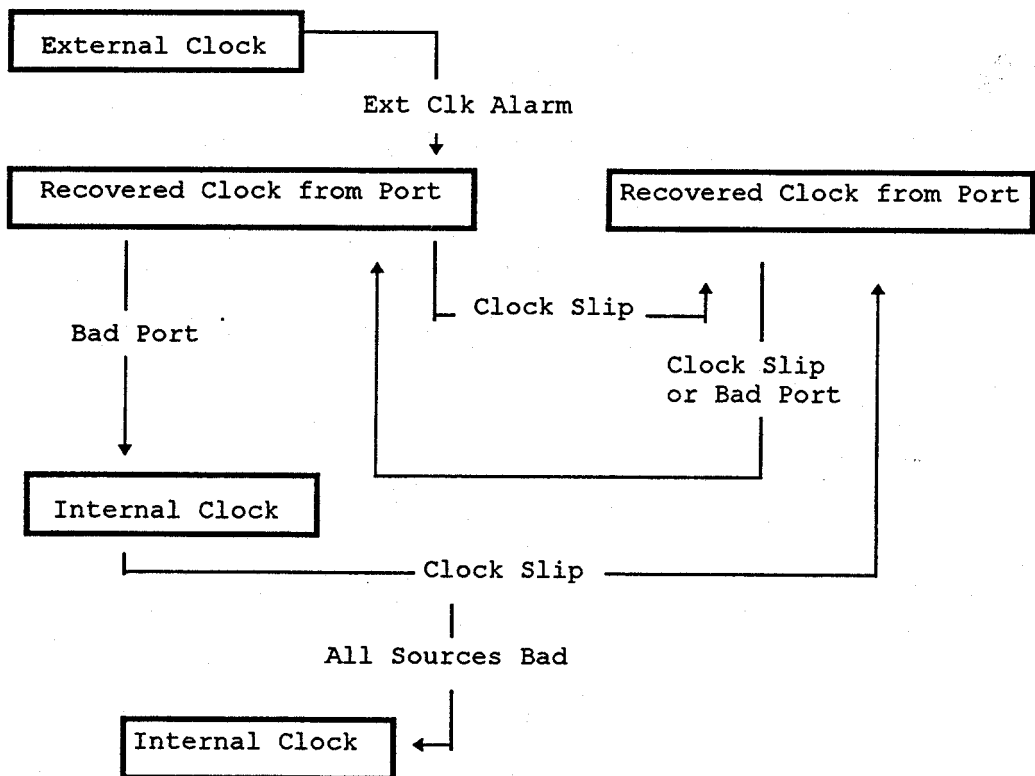 External Clock
Ext Clk Alarm
Recovered Clock from Port
Recovered Clock from Port
Clock Slip
Bad Port
Clock Slip
or Bad Port
Internal Clock
Clock Slip
All Sources Bad
Internal Clock